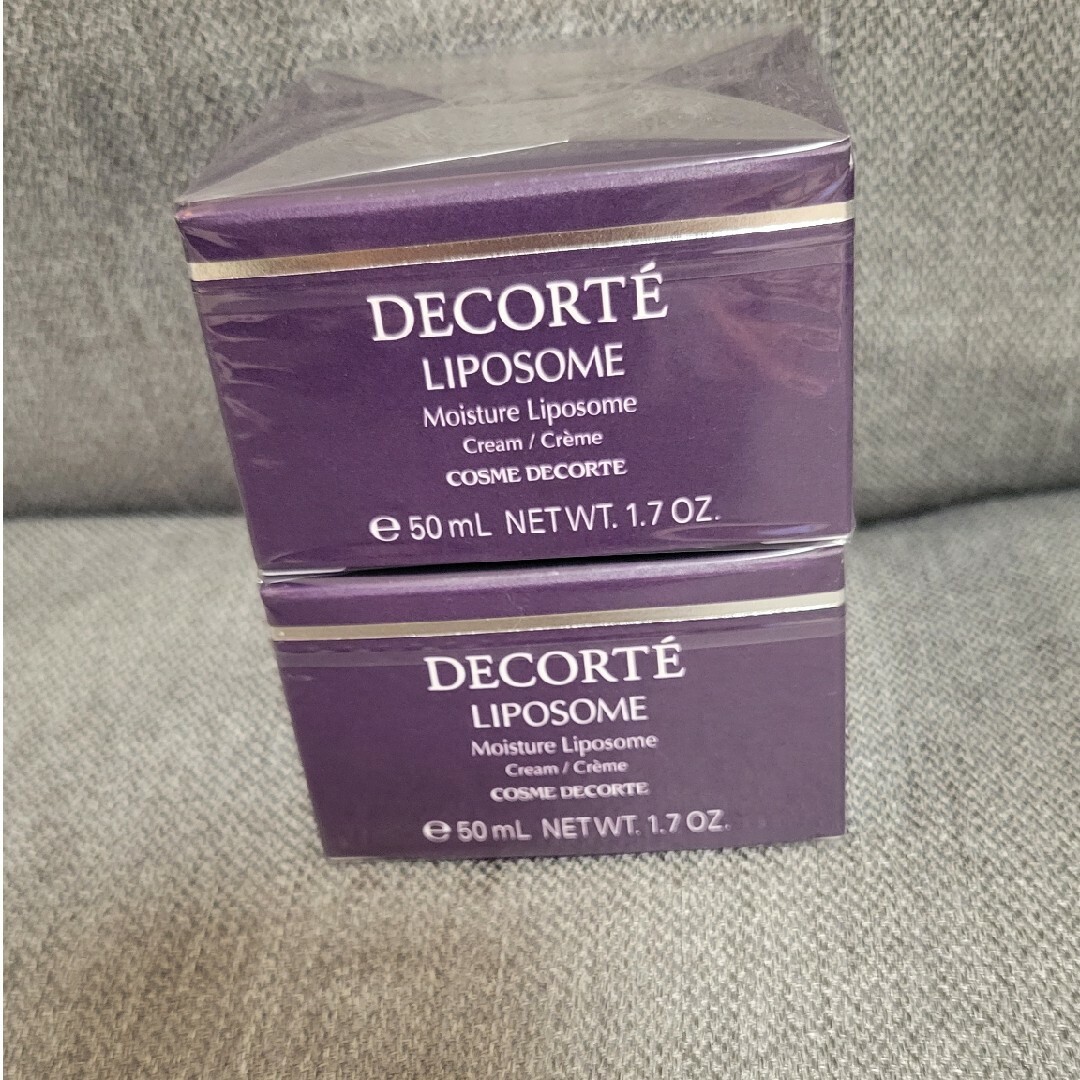 DECORTÉ
LIPOSOME
Moisture Liposome
Cream / Crème
COSME DECORTE
℮ 50 mL NET WT. 1.7 OZ.
DECORTÉ
LIPOSOME
Moisture Liposome
Cream / Crème
COSME DECORTE
℮ 50 mL NET WT. 1.7 OZ.